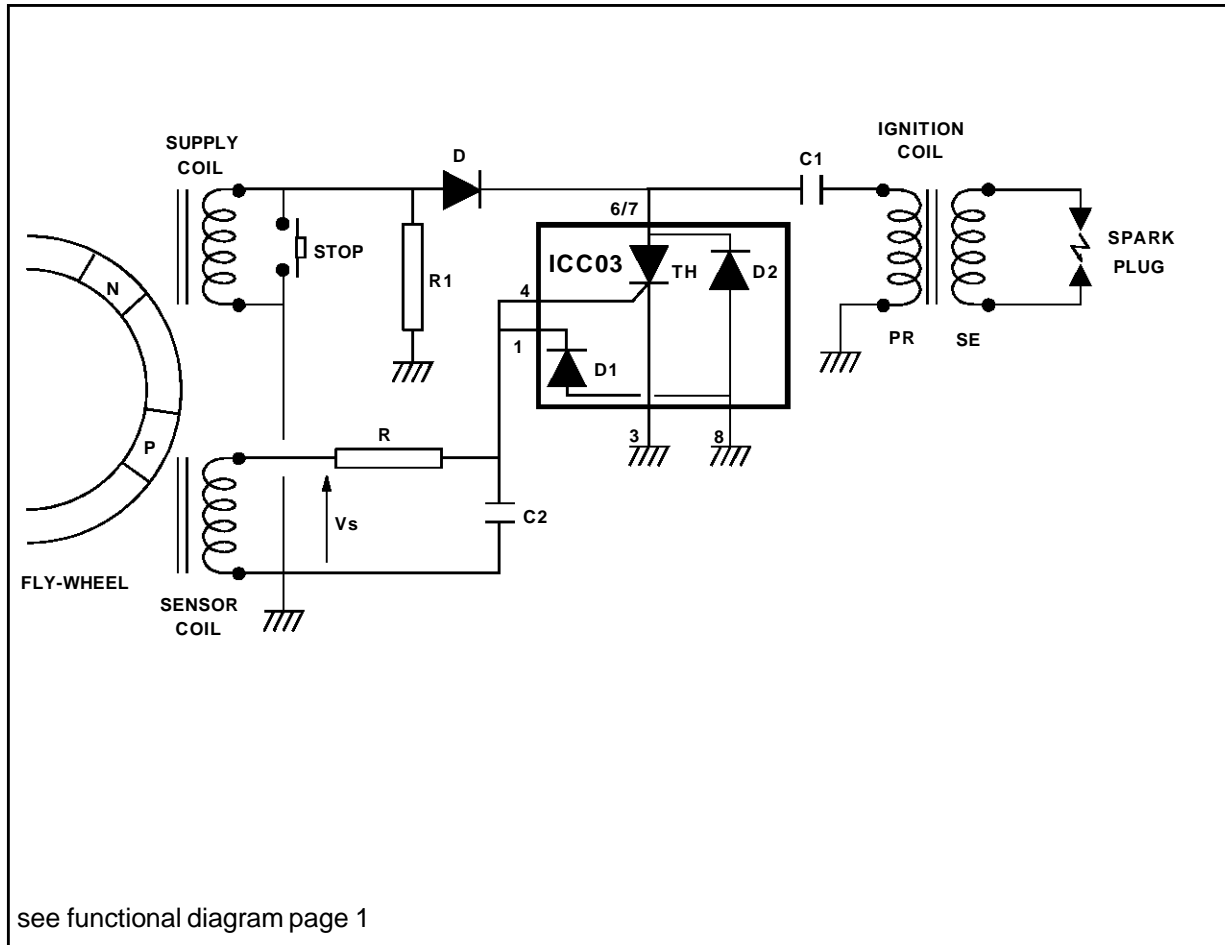 IGNITION
COIL
SUPPLY
COIL
D
C1
6/7
N
STOP
ICC03
TH
D2
SPARK
PLUG
R1
4
1
D1
PR
SE
P
R
3
8
Vs
C2
FLY-WHEEL
SENSOR
COIL
see functional diagram page 1